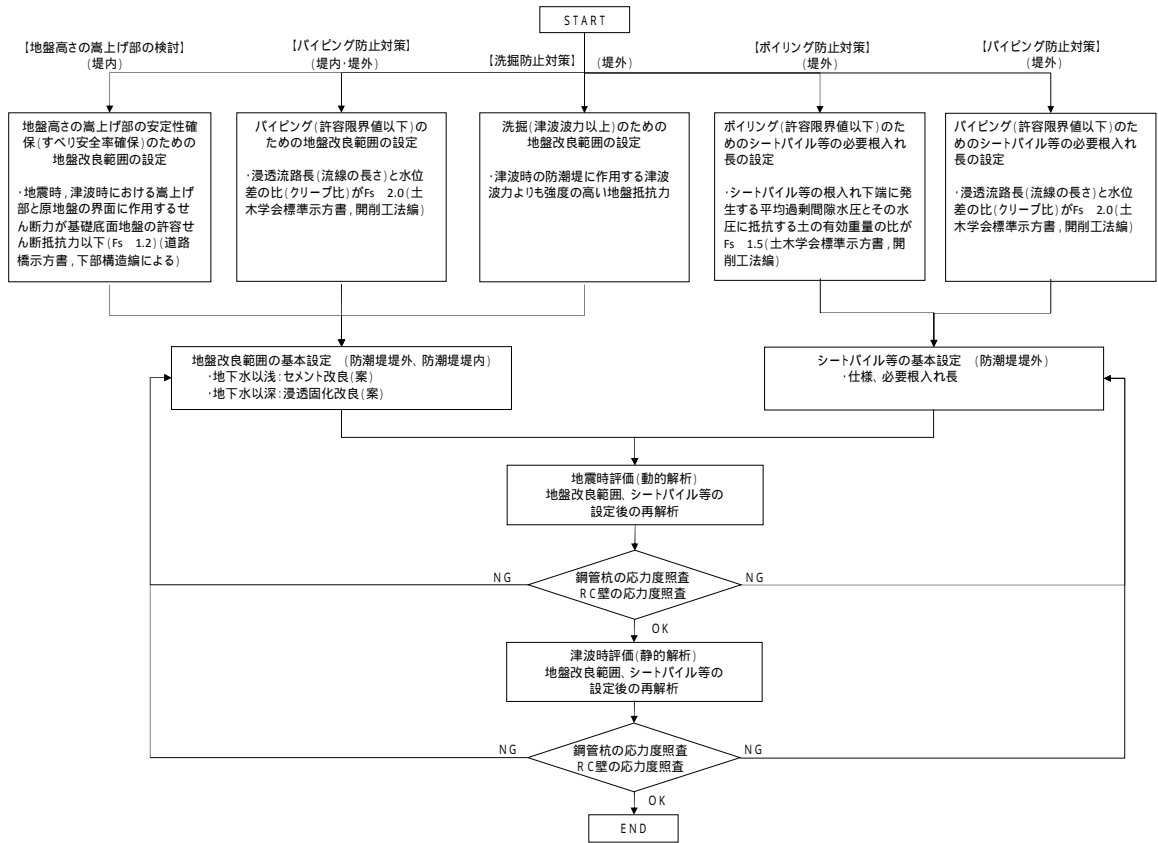 START
【地盤高さの嵩上げ部の検討】
(堤内)
【パイピング防止対策】
(堤内・堤外)
【洗掘防止対策】
(堤外)
【ボイリング防止対策】
(堤外)
【パイピング防止対策】
(堤外)
地盤高さの嵩上げ部の安定性確
保(すべり安全率確保)のための
地盤改良範囲の設定
・地震時,津波時における嵩上げ
部と原地盤の界面に作用するせ
ん断力が基礎底面地盤の許容せ
ん断抵抗力以下(Fs 1.2)(道路
橋示方書,下部構造編による)
パイピング(許容限界値以下)の
ための地盤改良範囲の設定
・浸透流路長(流線の長さ)と水位
差の比(クリープ比)がFs 2.0(土
木学会標準示方書,開削工法編)
洗掘(津波波力以上)のための
地盤改良範囲の設定
・津波時の防潮堤に作用する津波
波力よりも強度の高い地盤抵抗力
ボイリング(許容限界値以下)のた
めのシートパイル等の必要根入れ
長の設定
・シートパイル等の根入れ下端に発
生する平均過剰間隙水圧とその水
圧に抵抗する土の有効重量の比が
Fs 1.5(土木学会標準示方書,開
削工法編)
パイピング(許容限界値以下)のた
めのシートパイル等の必要根入れ
長の設定
・浸透流路長(流線の長さ)と水位
差の比(クリープ比)がFs 2.0(土
木学会標準示方書,開削工法編)
地盤改良範囲の基本設定 (防潮堤堤外、防潮堤堤内)
・地下水以浅:セメント改良(案)
・地下水以深:浸透固化改良(案)
シートパイル等の基本設定 (防潮堤堤外)
・仕様、必要根入れ長
地震時評価(動的解析)
地盤改良範囲、シートパイル等の
設定後の再解析
NG
鋼管杭の応力度照査
RC壁の応力度照査
NG
OK
津波時評価(静的解析)
地盤改良範囲、シートパイル等の
設定後の再解析
NG
鋼管杭の応力度照査
RC壁の応力度照査
NG
OK
END